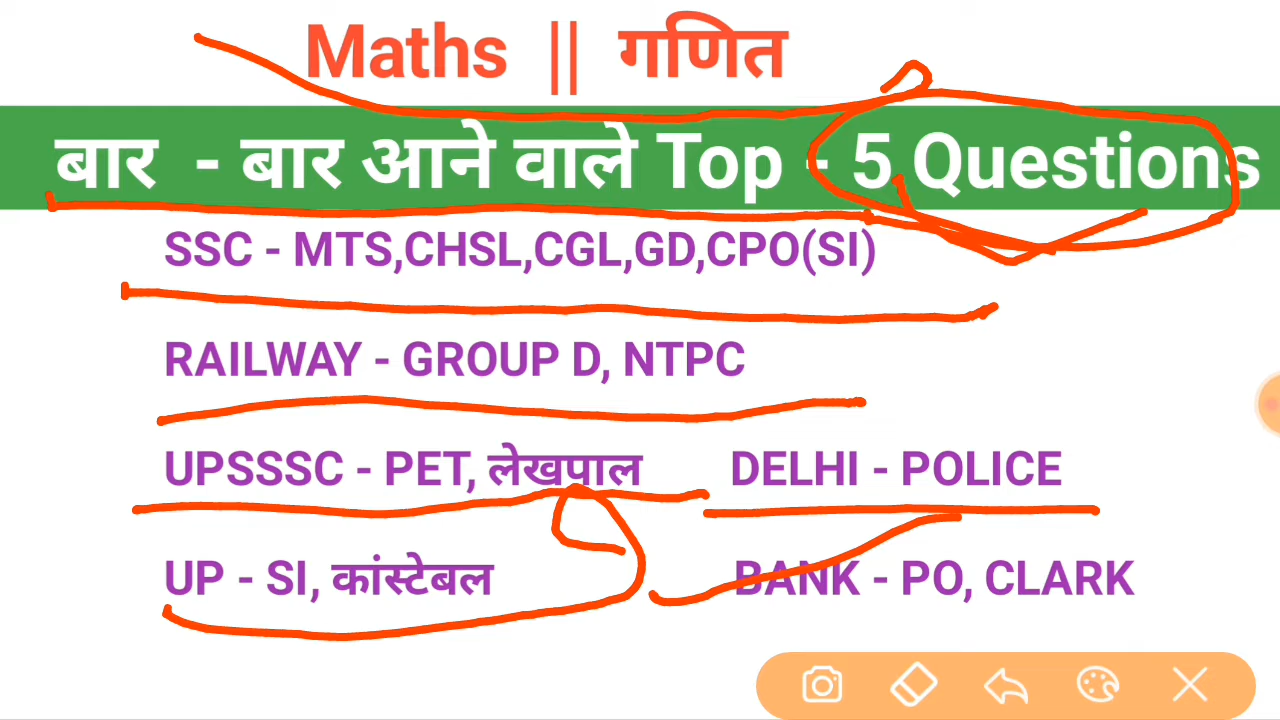 Maths || गणित
बार - बार आने वाले Top - 5 Questions
SSC - MTS,CHSL,CGL,GD,CPO(SI)
RAILWAY - GROUP D, NTPC
UPSSSC - PET, लेखपाल DELHI - POLICE
UP - SI, कांस्टेबल BANK - PO, CLARK